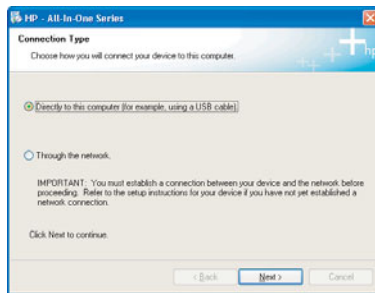 HP - All-In-One Series
Connection Type
Choose how you will connect your device to this computer.
hp
Directly to this computer (for example, using a USB cable).
Through the network.
IMPORTANT: You must establish a connection between your device and the network before
proceeding. Refer to the setup instructions for your device if you have not yet established a
network connection.
Click Next to continue.
< Back
Next >
Cancel